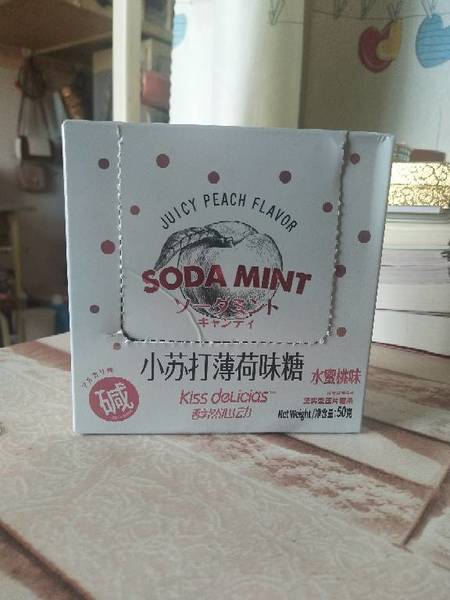 JUICY PEACH FLAVOR
SODA MINT
ソーダミント
キャンディ
小苏打薄荷味糖
水蜜桃味
碱
Kiss deLicias
Net Weight/净含量:50克